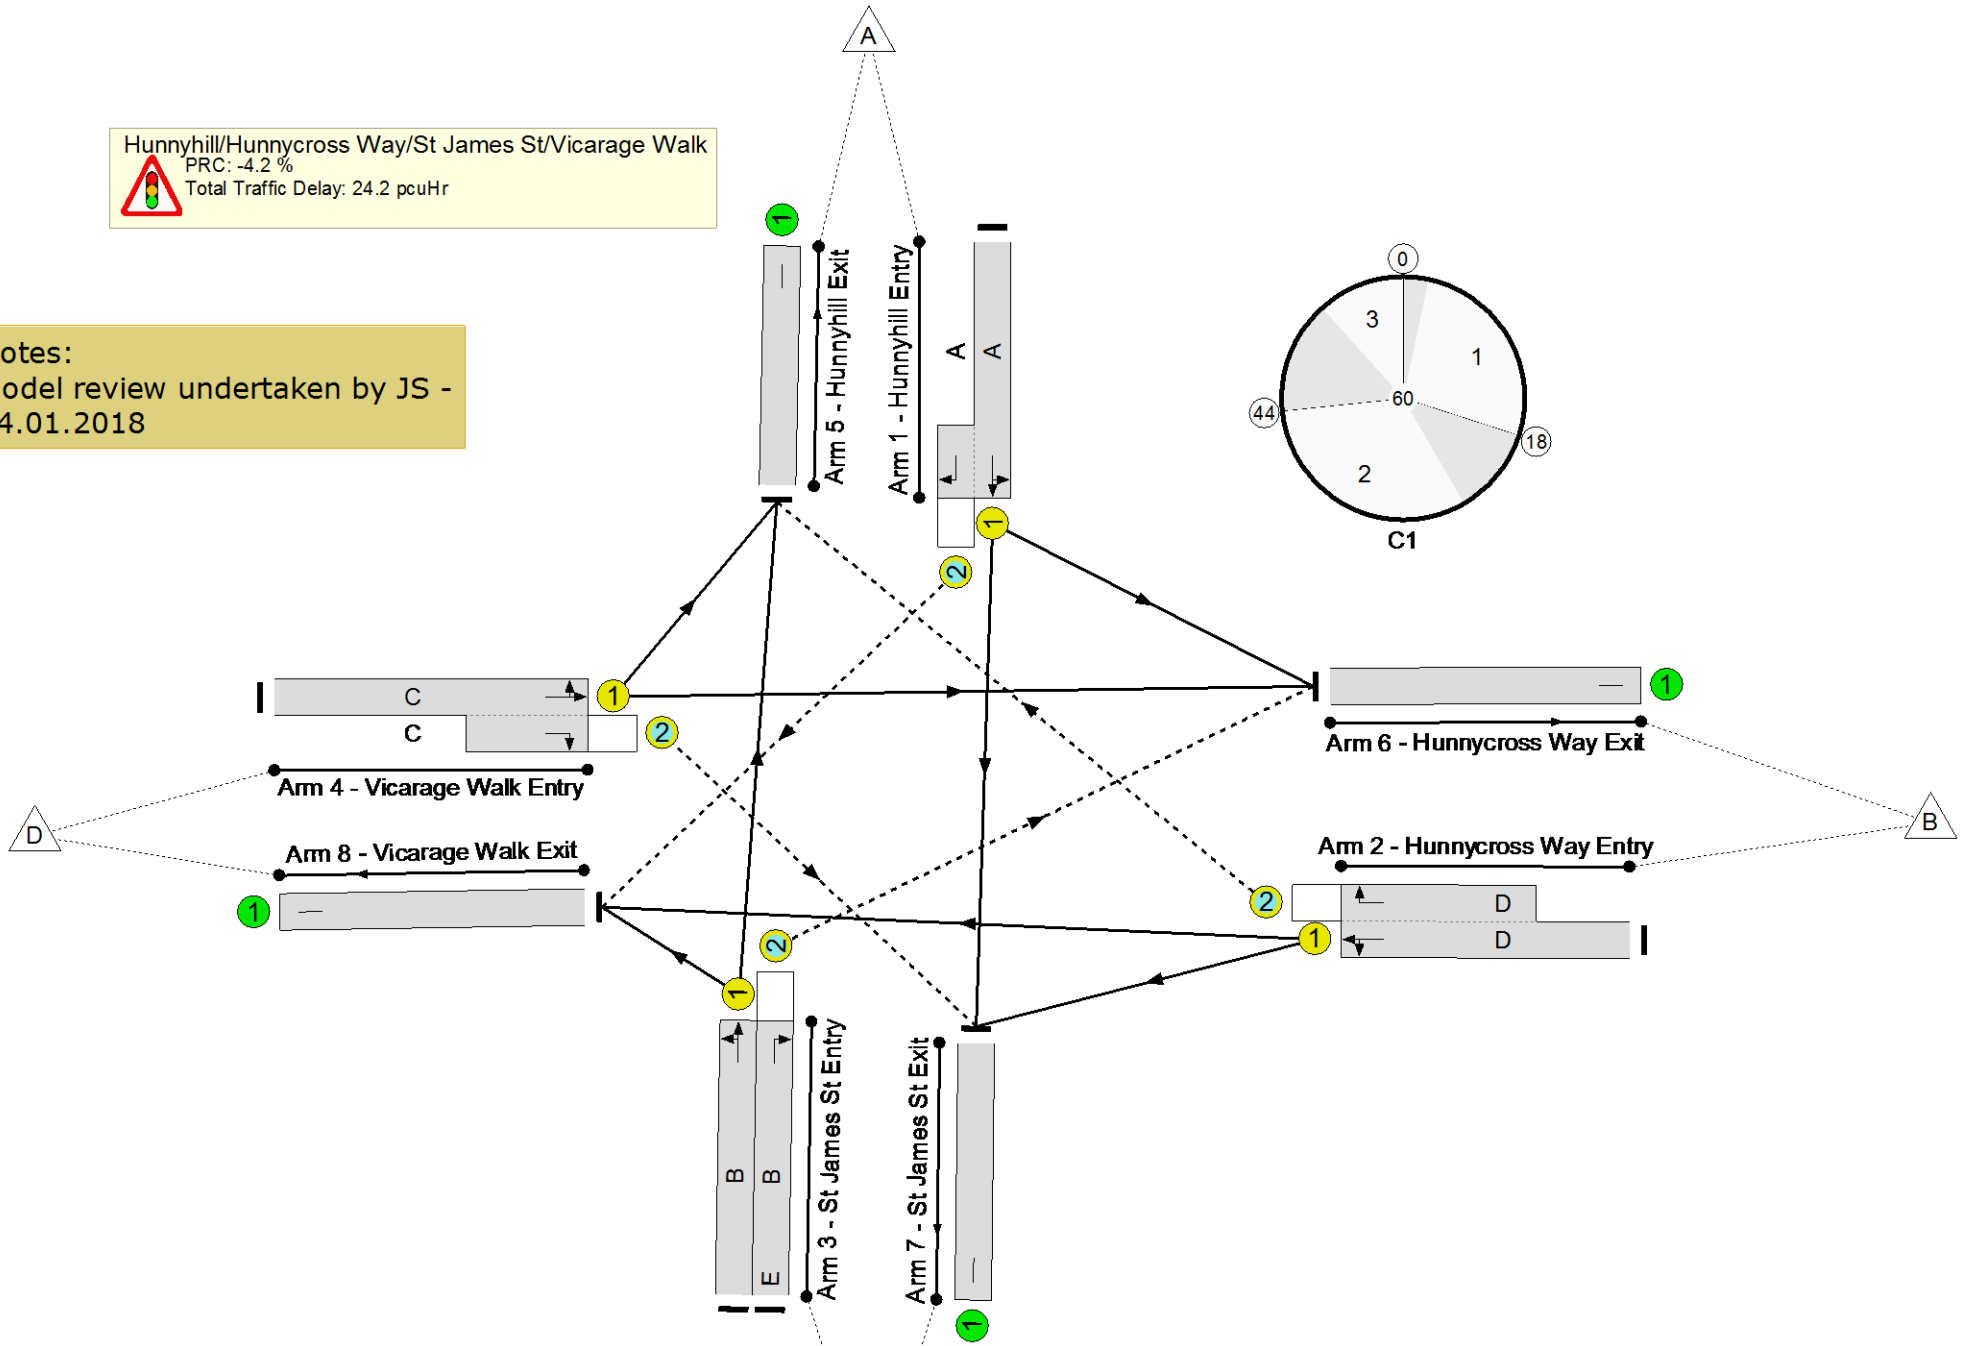 A
Hunnyhill/Hunnycross Way/St James St/Vicarage Walk
PRC: -4.2 %
Total Traffic Delay: 24.2 pcuHr
otes:
odel review undertaken by JS -
4.01.2018
1
Arm 5 - Hunnyhill Exit
Arm 1 - Hunnyhill Entry
A
A
1
2
0
3
1
60
44
18
2
C1
C
C
1
2
Arm 4 - Vicarage Walk Entry
D
Arm 8 - Vicarage Walk Exit
1
1
Arm 6 - Hunnycross Way Exit
B
Arm 2 - Hunnycross Way Entry
2
1
D
D
2
1
B
B
E
Arm 3 - St James St Entry
Arm 7 - St James St Exit
1